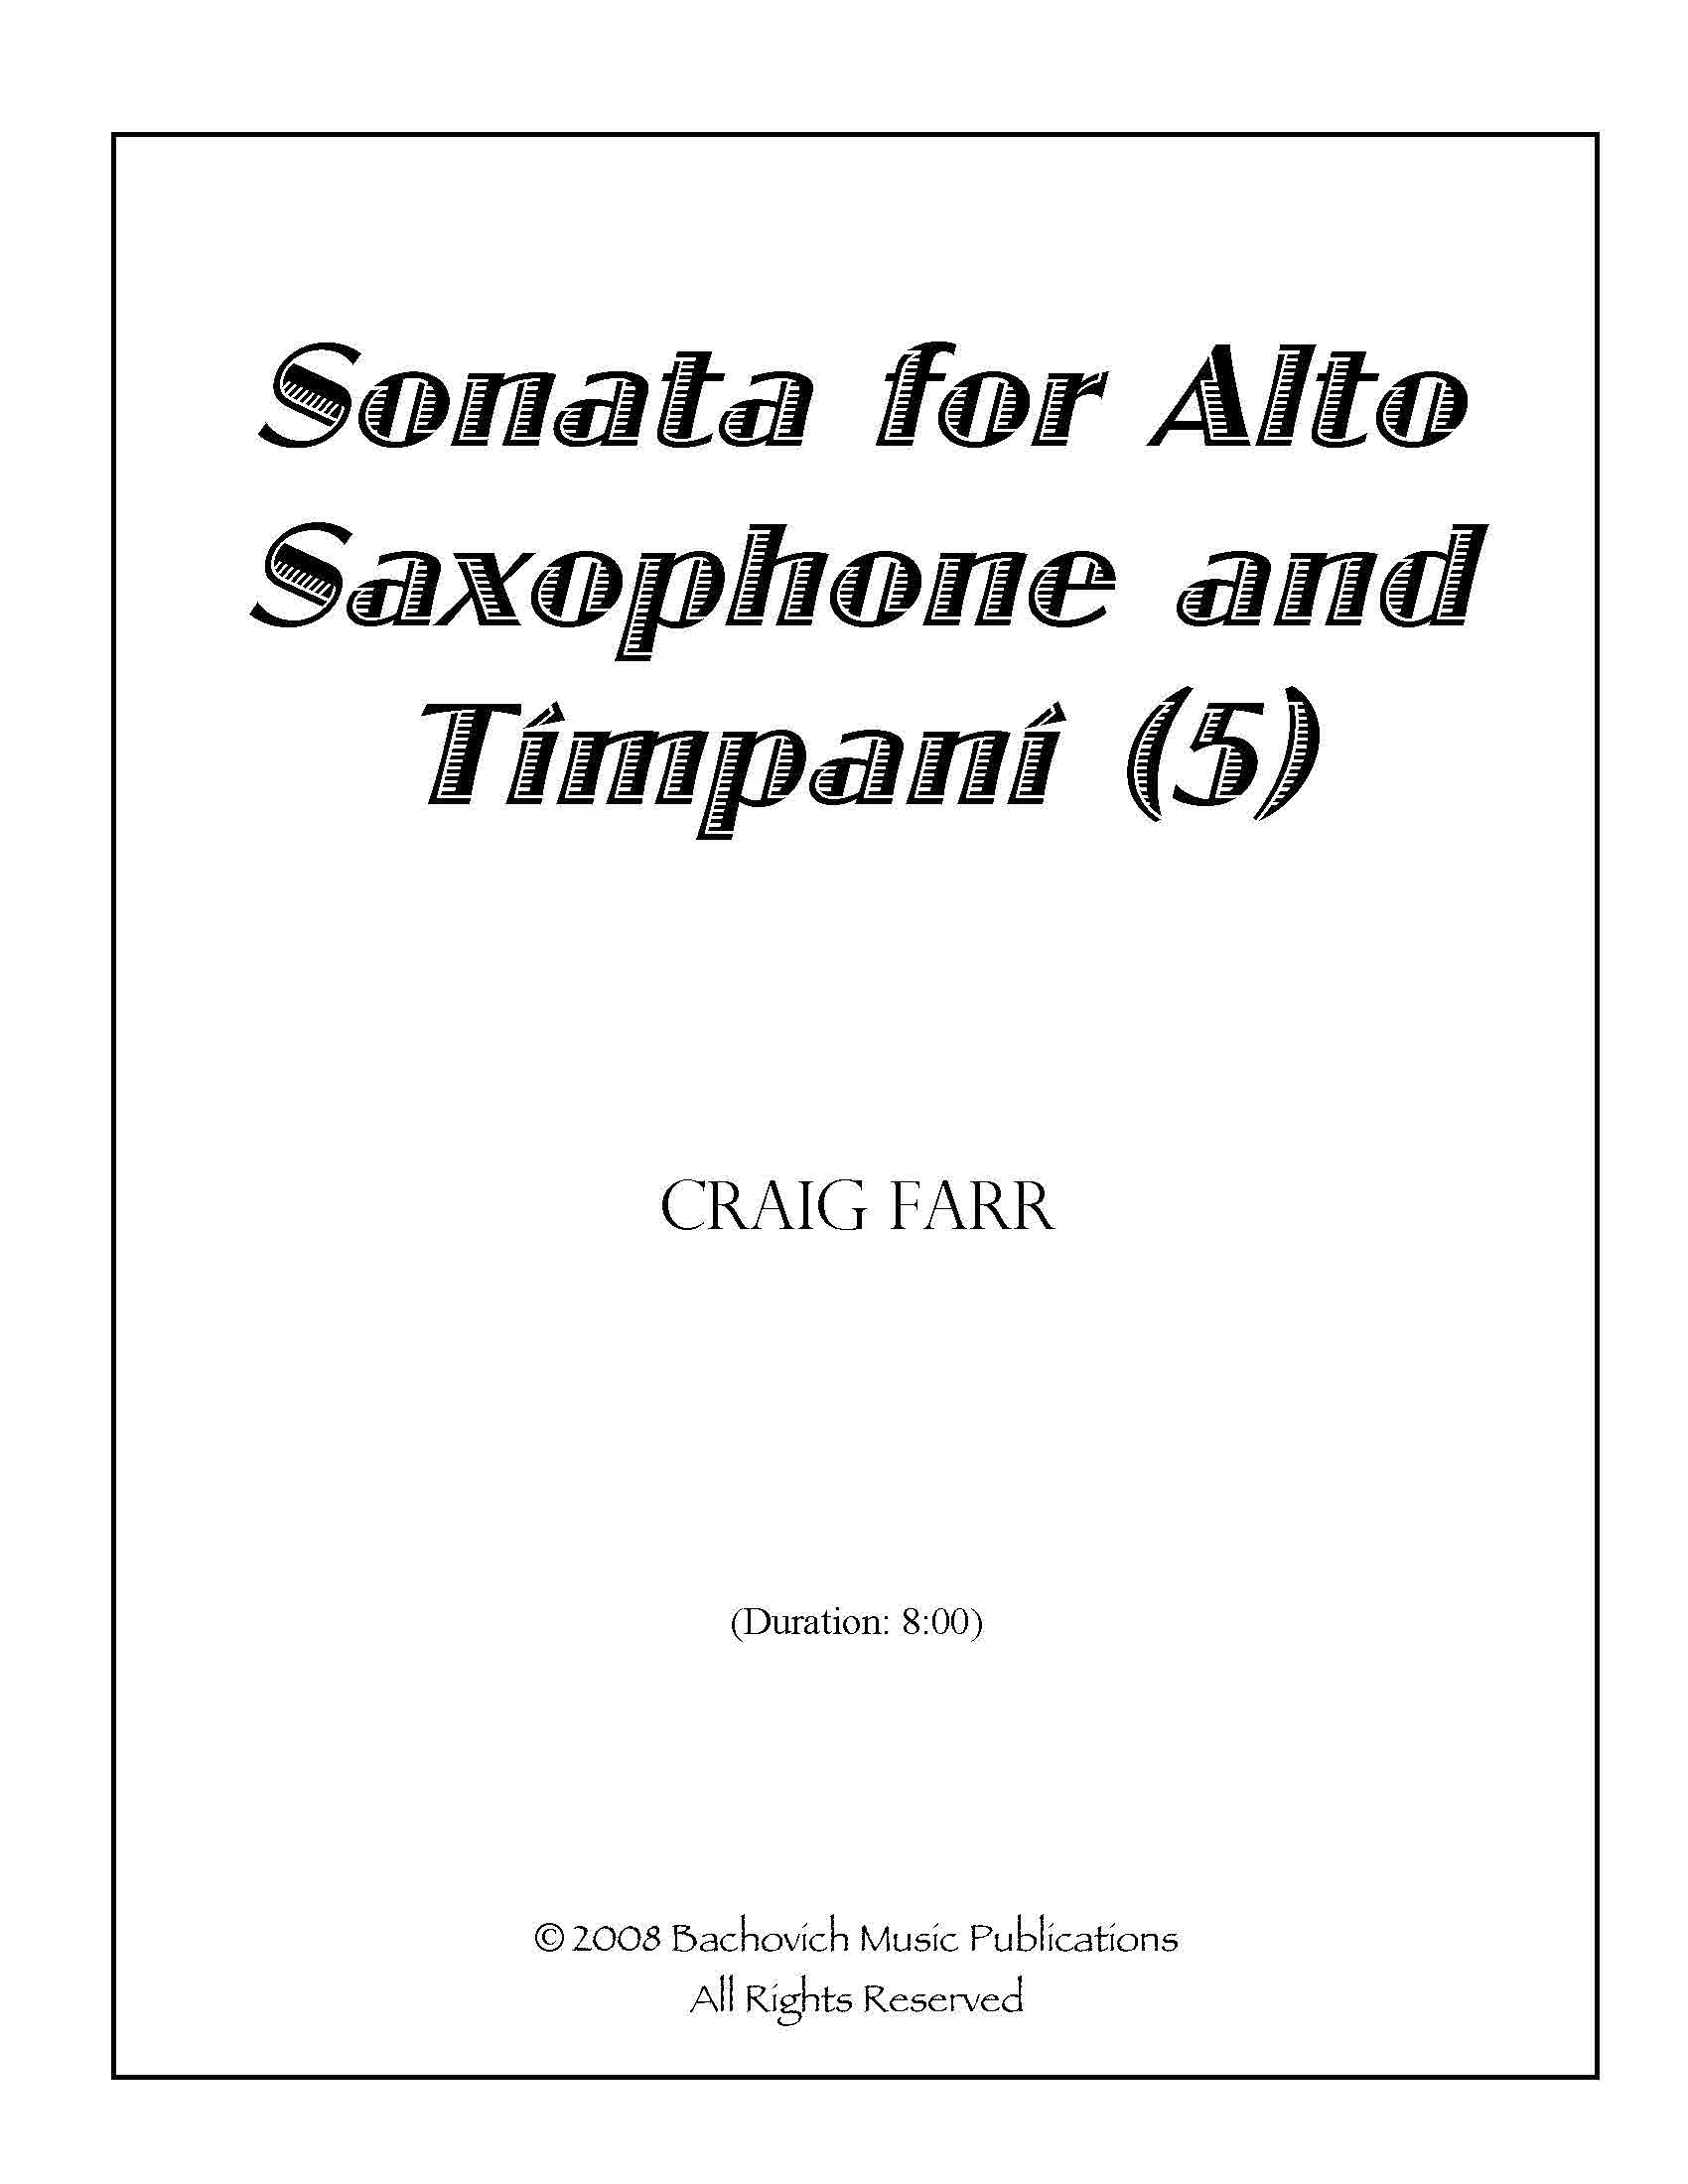 Sonata for Alto
Saxophone and
Timpani (5)
CRAIG FARR
(Duration: 8:00)
© 2008 Bachovich Music Publications
All Rights Reserved